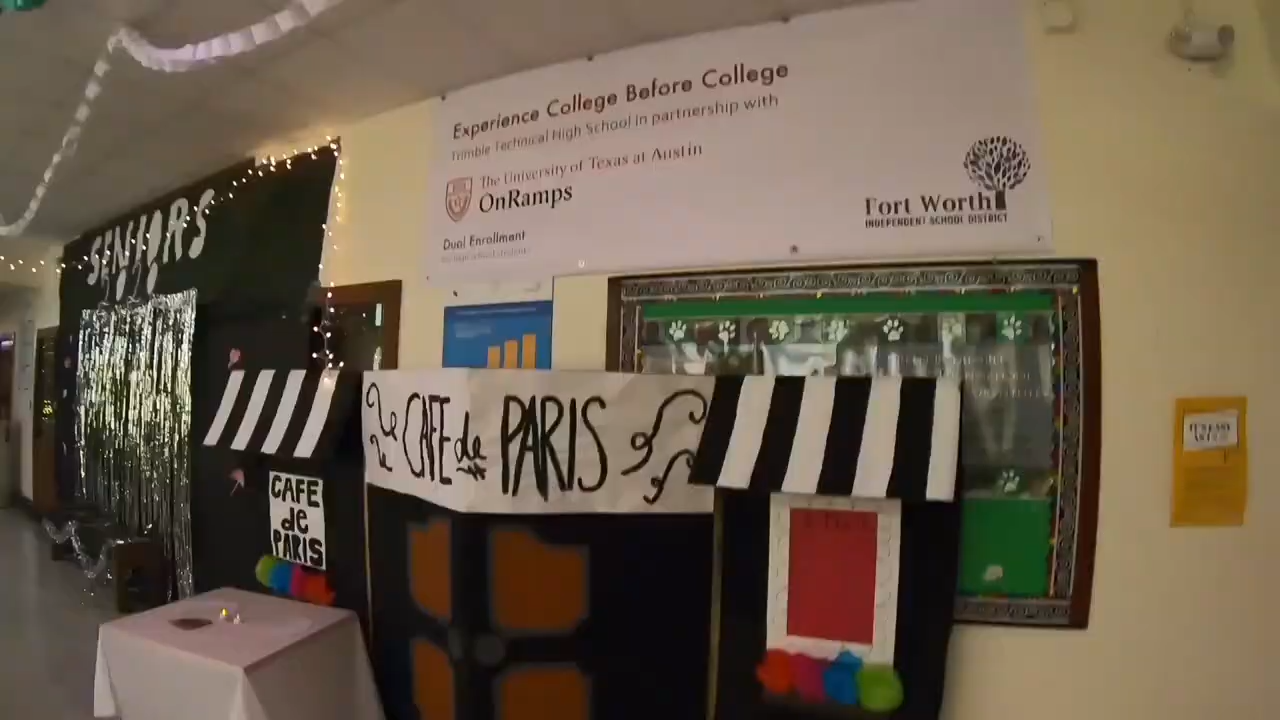 Experience College Before College
Trimble Technical High School in partnership with
The University of Texas at Austin
OnRamps
Dual Enrollment
Fort Worth
INDEPENDENT SCHOOL DISTRICT
SENIORS
Le CAFE de PARIS
CAFE
de
PARIS